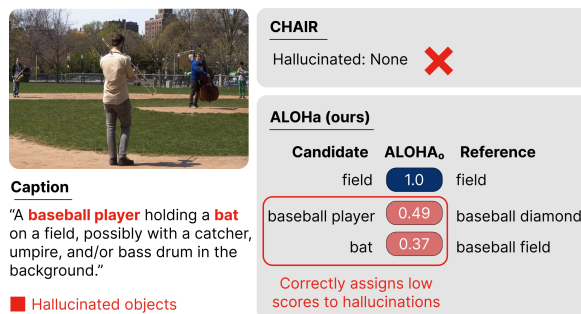 CHAIR
Hallucinated: None
ALOHa (ours)
Candidate ALOHAₒ Reference
field 1.0 field
baseball player 0.49 baseball diamond
bat 0.37 baseball field
Correctly assigns low
scores to hallucinations
Caption
“A baseball player holding a bat
on a field, possibly with a catcher,
umpire, and/or bass drum in the
background.”
Hallucinated objects